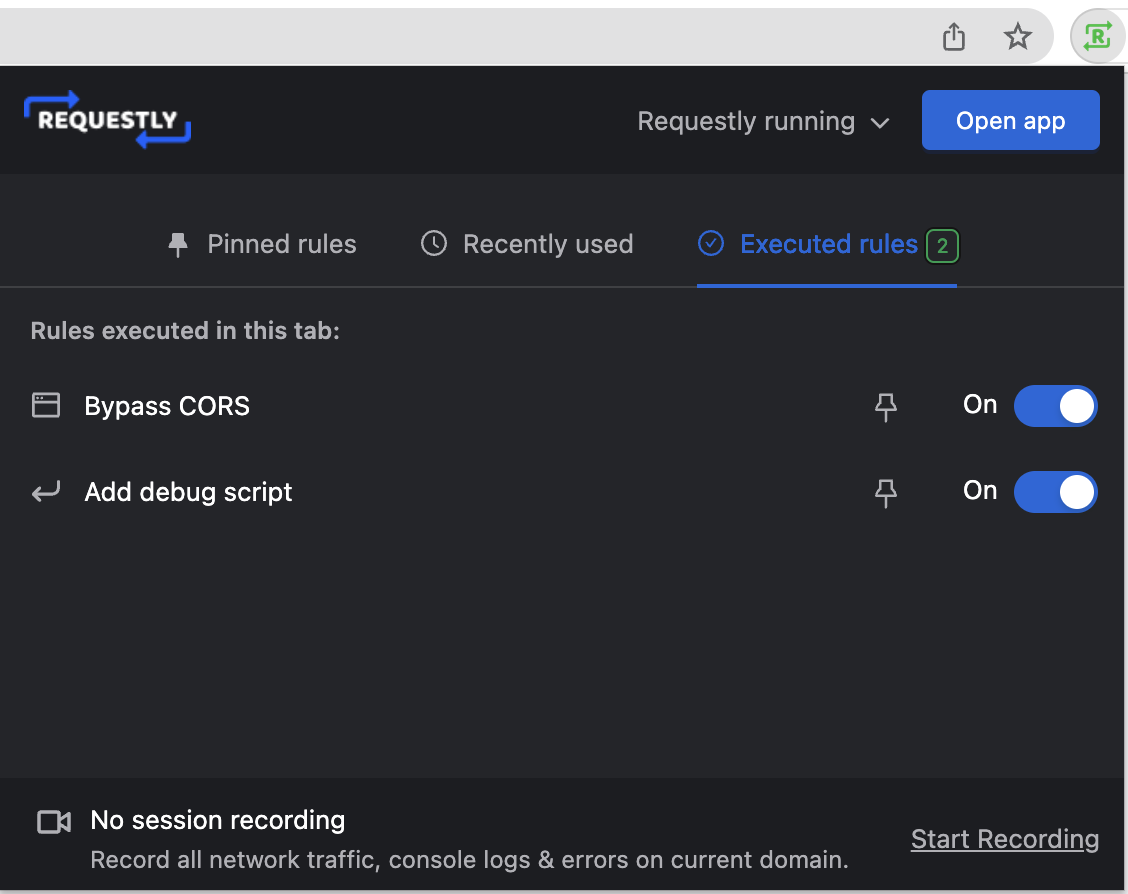 R
REQUESTLY
Requestly running
Open app
Pinned rules
Recently used
Executed rules 2
Rules executed in this tab:
Bypass CORS
On
Add debug script
On
No session recording
Record all network traffic, console logs & errors on current domain.
Start Recording